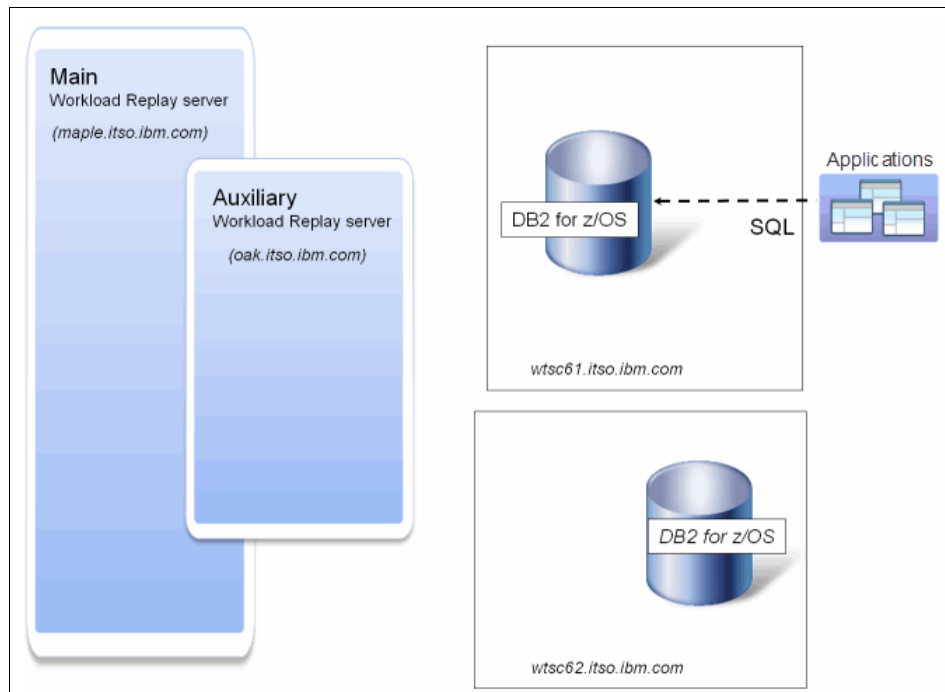 Main
Workload Replay server
(maple.itso.ibm.com)
Auxiliary
Workload Replay server
(oak.itso.ibm.com)
DB2 for z/OS
SQL
Applications
wtsc61.itso.ibm.com
DB2 for z/OS
wtsc62.itso.ibm.com